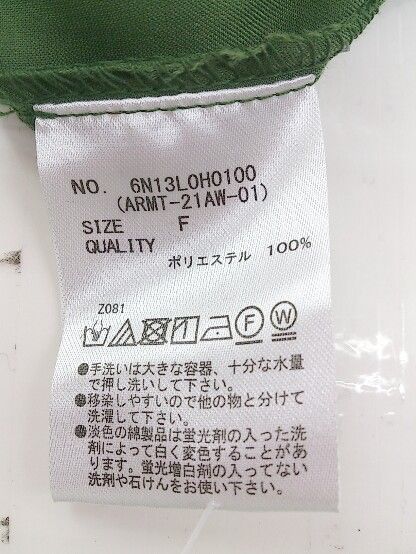 NO. 6N13L0H0100
(ARMT-21AW-01)
SIZE F
QUALITY
ポリエステル 100%
Z081
F W
●手洗いは大きな容器、十分な水量
で押し洗いして下さい。
●移染しやすいので他の物と分けて
洗濯して下さい。
●淡色の綿製品は蛍光剤の入った洗
剤によって白く変色することがあ
ります。蛍光増白剤の入ってない
洗剤や石けんをお使い下さい。